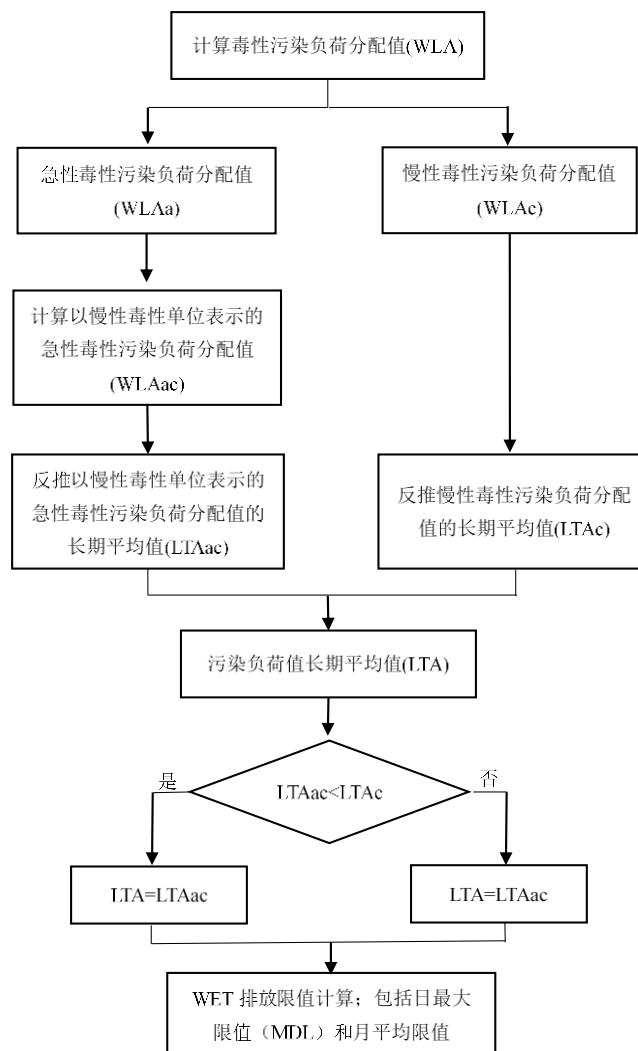 计算毒性污染负荷分配值(WLA)
急性毒性污染负荷分配值
(WLAa)
慢性毒性污染负荷分配值
(WLAc)
计算以慢性毒性单位表示的
急性毒性污染负荷分配值
(WLAac)
反推以慢性毒性单位表示的
急性毒性污染负荷分配值的
长期平均值(LTAac)
反推慢性毒性污染负荷分配
值的长期平均值(LTAc)
污染负荷值长期平均值(LTA)
是
LTAac<LTAc
否
LTA=LTAac
LTA=LTAac
WET 排放限值计算；包括日最大
限值（MDL）和月平均限值